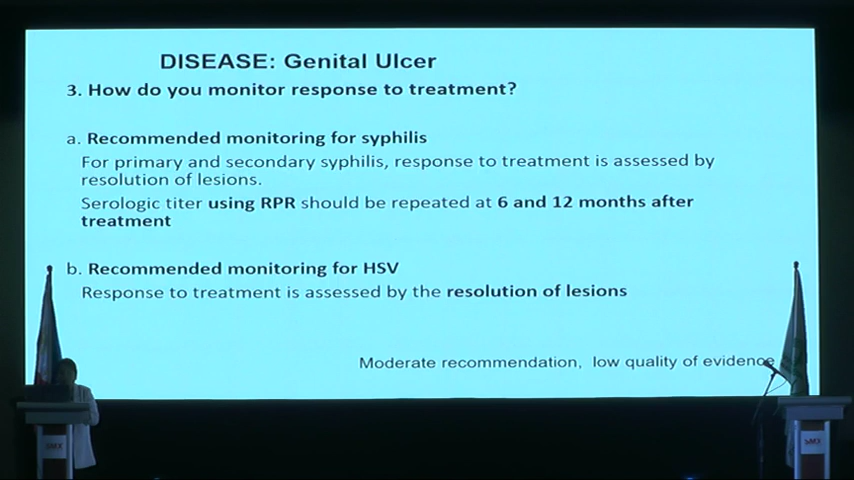 DISEASE: Genital Ulcer
3. How do you monitor response to treatment?
a. Recommended monitoring for syphilis
For primary and secondary syphilis, response to treatment is assessed by
resolution of lesions.
Serologic titer using RPR should be repeated at 6 and 12 months after
treatment
b. Recommended monitoring for HSV
Response to treatment is assessed by the resolution of lesions
Moderate recommendation, low quality of evidence
SMX
SMX